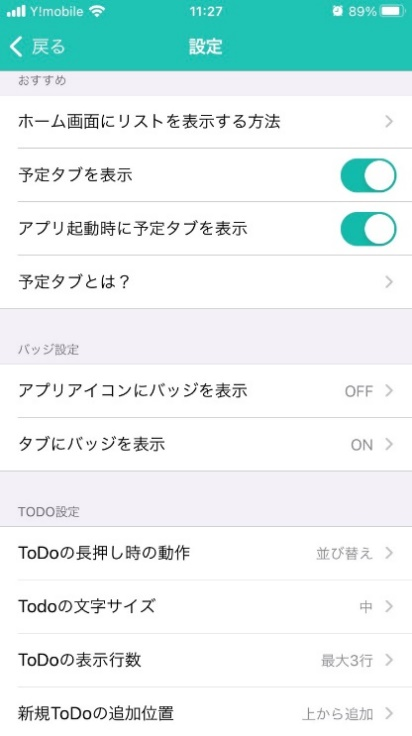 Y!mobile 11:27 89%
戻る 設定
おすすめ
ホーム画面にリストを表示する方法
予定タブを表示
アプリ起動時に予定タブを表示
予定タブとは？
バッジ設定
アプリアイコンにバッジを表示 OFF
タブにバッジを表示 ON
TODO設定
ToDoの長押し時の動作 並び替え
Todoの文字サイズ 中
ToDoの表示行数 最大3行
新規ToDoの追加位置 上から追加